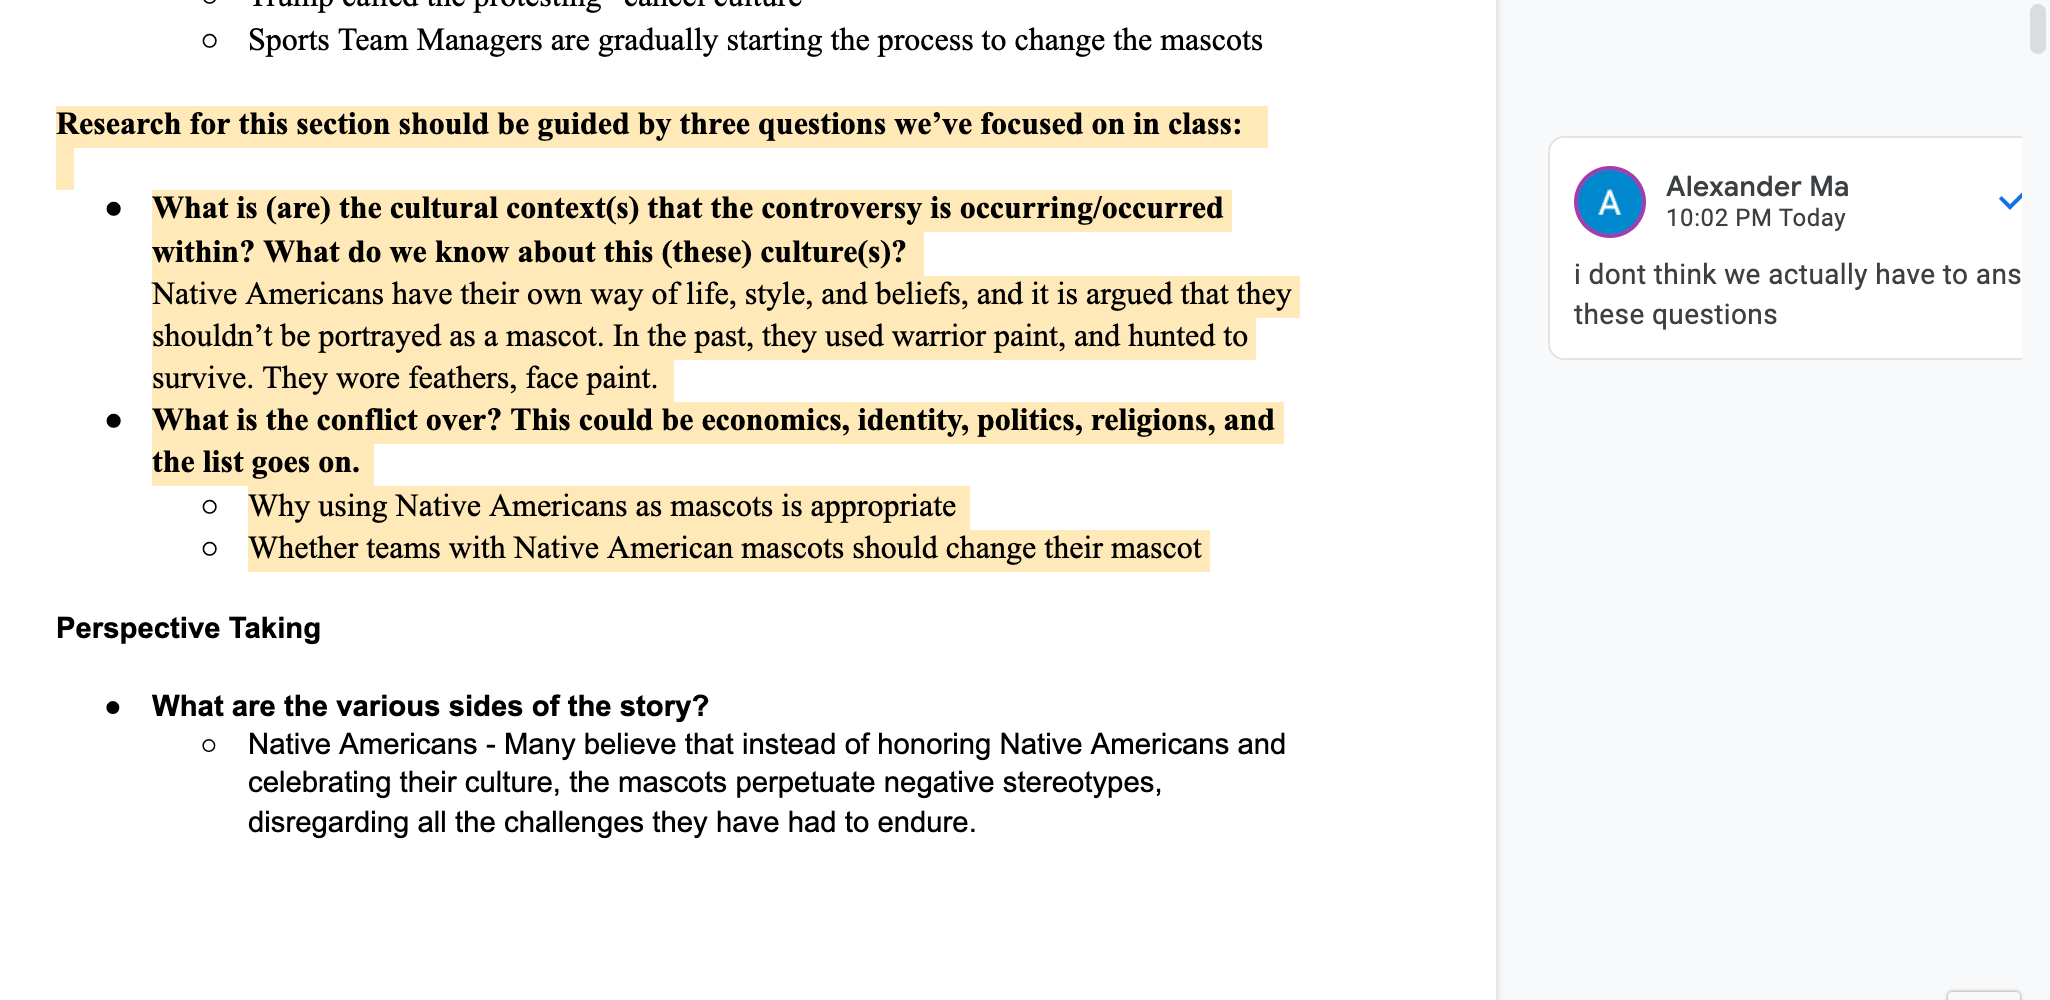 Trump called the protesting "cancel culture"
Sports Team Managers are gradually starting the process to change the mascots
Research for this section should be guided by three questions we’ve focused on in class:
What is (are) the cultural context(s) that the controversy is occurring/occurred
within? What do we know about this (these) culture(s)?
Native Americans have their own way of life, style, and beliefs, and it is argued that they
shouldn’t be portrayed as a mascot. In the past, they used warrior paint, and hunted to
survive. They wore feathers, face paint.
What is the conflict over? This could be economics, identity, politics, religions, and
the list goes on.
Why using Native Americans as mascots is appropriate
Whether teams with Native American mascots should change their mascot
Perspective Taking
What are the various sides of the story?
Native Americans - Many believe that instead of honoring Native Americans and
celebrating their culture, the mascots perpetuate negative stereotypes,
disregarding all the challenges they have had to endure.
A
Alexander Ma
10:02 PM Today
i dont think we actually have to ans
these questions